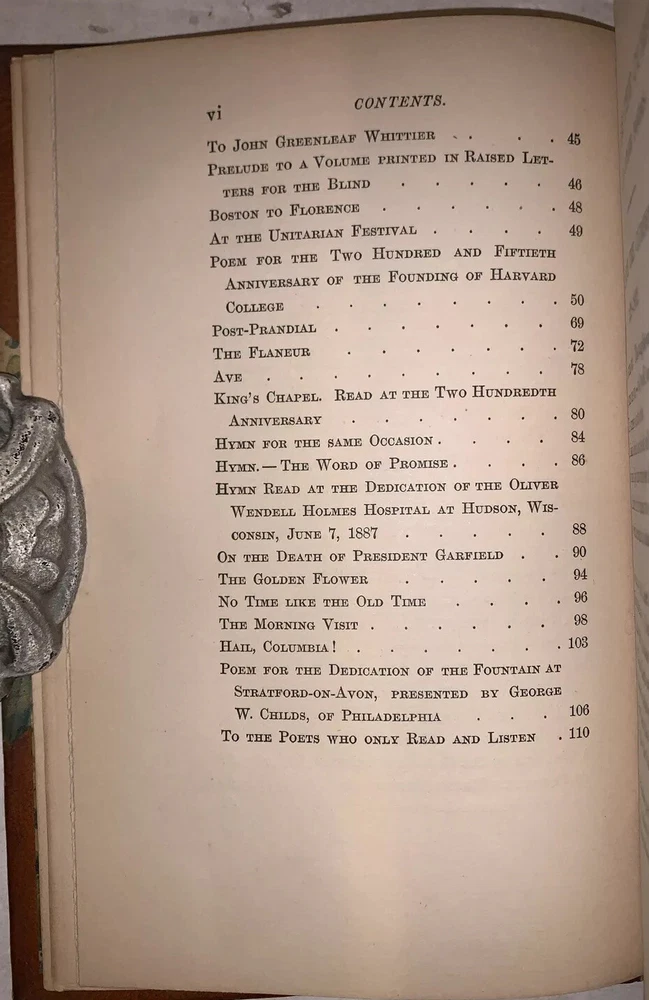 vi CONTENTS.
To John Greenleaf Whittier . . . . 45
Prelude to a Volume printed in Raised Let-
ters for the Blind . . . . . 46
Boston to Florence . . . . . . 48
At the Unitarian Festival . . . . 49
Poem for the Two Hundred and Fiftieth
Anniversary of the Founding of Harvard
College . . . . . . . . 50
Post-Prandial . . . . . . . 69
The Flaneur . . . . . . . 72
Ave . . . . . . . . . 78
King's Chapel. Read at the Two Hundredth
Anniversary . . . . . . . 80
Hymn for the same Occasion . . . . 84
Hymn. — The Word of Promise . . . . 86
Hymn Read at the Dedication of the Oliver
Wendell Holmes Hospital at Hudson, Wis-
consin, June 7, 1887 . . . . . 88
On the Death of President Garfield . . 90
The Golden Flower . . . . . 94
No Time like the Old Time . . . . 96
The Morning Visit . . . . . . 98
Hail, Columbia! . . . . . . . 103
Poem for the Dedication of the Fountain at
Stratford-on-Avon, presented by George
W. Childs, of Philadelphia . . . 106
To the Poets who only Read and Listen . 110